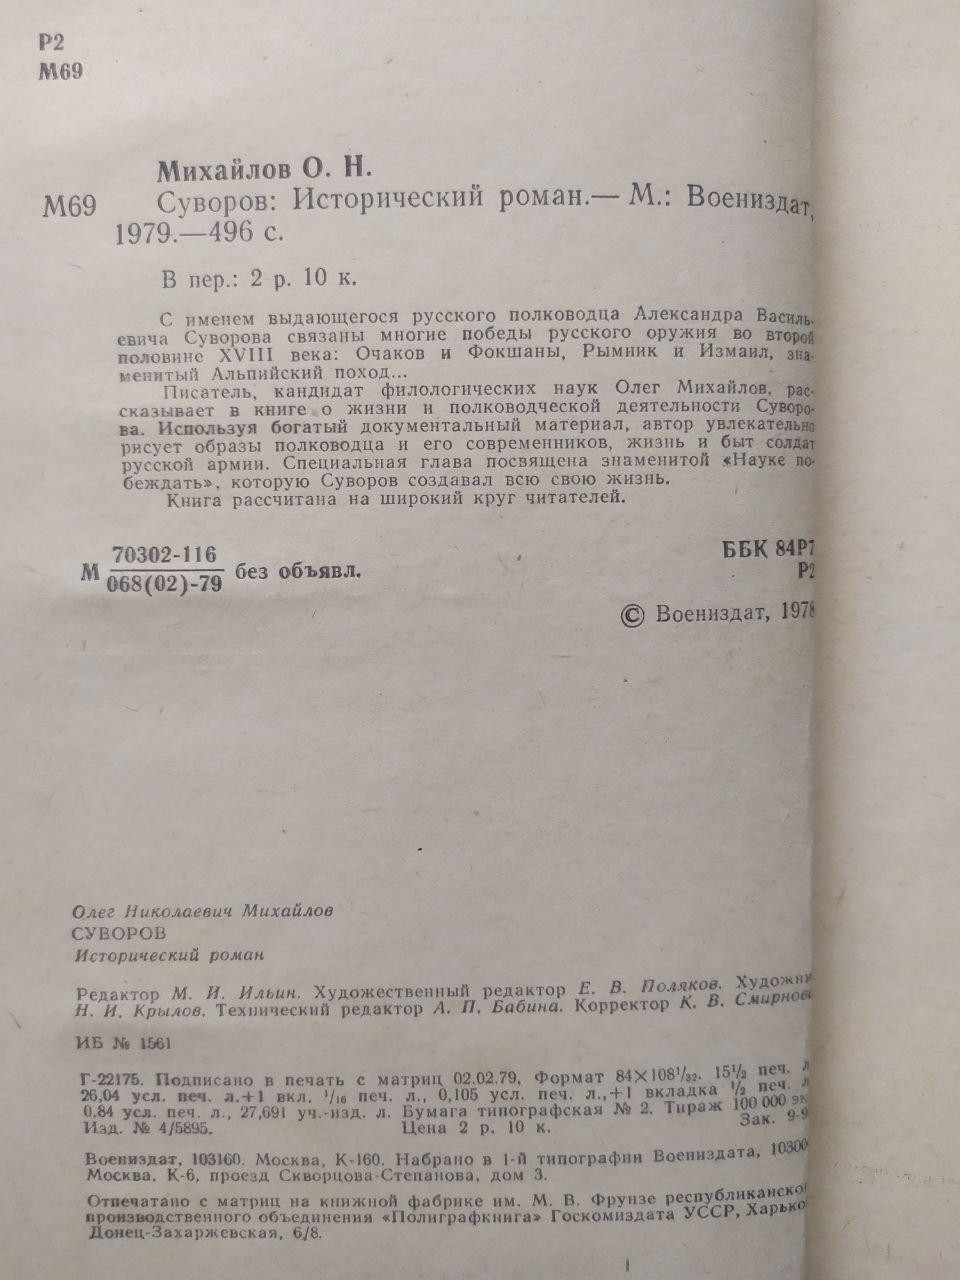 Р2
М69
Михайлов О. Н.
М69 Суворов: Исторический роман.— М.: Воениздат,
1979.—496 с.
В пер.: 2 р. 10 к.
С именем выдающегося русского полководца Александра Василь-
евича Суворова связаны многие победы русского оружия во второй
половине XVIII века: Очаков и Фокшаны, Рымник и Измаил, зна-
менитый Альпийский поход...
Писатель, кандидат филологических наук Олег Михайлов, рас-
сказывает в книге о жизни и полководческой деятельности Суворо-
ва. Используя богатый документальный материал, автор увлекательно
рисует образы полководца и его современников, жизнь и быт солдат
русской армии. Специальная глава посвящена знаменитой «Науке по-
беждать», которую Суворов создавал всю свою жизнь.
Книга рассчитана на широкий круг читателей.
М 70302-116
068(02)-79 без объявл.
ББК 84Р7
Р2
© Воениздат, 1978
Олег Николаевич Михайлов
СУВОРОВ
Исторический роман
Редактор М. И. Ильин. Художественный редактор Е. В. Поляков. Художни
Н. И. Крылов. Технический редактор А. П. Бабина. Корректор К. В. Смирнов
ИБ № 1561
Г-22175. Подписано в печать с матриц 02.02.79. Формат 84×108¹/₃₂. 15¹/₂ печ. л
26,04 усл. печ. л.+1 вкл. ¹/₁₆ печ. л., 0,105 усл. печ. л.,+1 вкладка ¹/₂ печ. л
0,84 усл. печ. л., 27,691 уч.-изд. л. Бумага типографская № 2. Тираж 100 000 эк
Изд. № 4/5895. Цена 2 р. 10 к. Зак. 9-9
Воениздат, 103160. Москва, К-160. Набрано в 1-й типографии Воениздата, 10300
Москва, К-6, проезд Скворцова-Степанова, дом 3.
Отпечатано с матриц на книжной фабрике им. М. В. Фрунзе республиканско
производственного объединения «Полиграфкнига» Госкомиздата УССР, Харько
Донец-Захаржевская, 6/8.